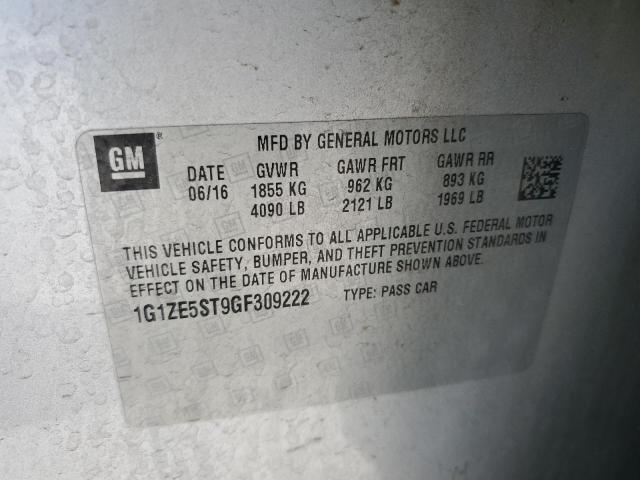 GM
MFD BY GENERAL MOTORS LLC
DATE GVWR GAWR FRT GAWR RR
06/16 1855 KG 962 KG 893 KG
4090 LB 2121 LB 1969 LB
THIS VEHICLE CONFORMS TO ALL APPLICABLE U.S. FEDERAL MOTOR
VEHICLE SAFETY, BUMPER, AND THEFT PREVENTION STANDARDS IN
EFFECT ON THE DATE OF MANUFACTURE SHOWN ABOVE.
1G1ZE5ST9GF309222 TYPE: PASS CAR